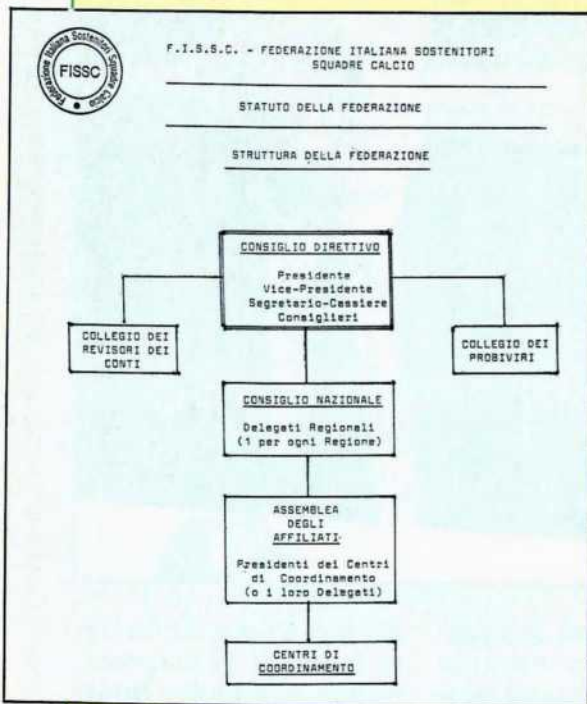 Federazione Italiana Sostenitori Squadre Calcio
FISSC
F.I.S.S.C. - FEDERAZIONE ITALIANA SOSTENITORI
SQUADRE CALCIO
STATUTO DELLA FEDERAZIONE
STRUTTURA DELLA FEDERAZIONE
CONSIGLIO DIRETTIVO
Presidente
Vice-Presidente
Segretario-Cassiere
Consiglieri
COLLEGIO DEI
REVISORI DEI
CONTI
COLLEGIO DEI
PROBIVIRI
CONSIGLIO NAZIONALE
Delegati Regionali
(1 per ogni Regione)
ASSEMBLEA
DEGLI
AFFILIATI
Presidenti dei Centri
di Coordinamento
(o i loro Delegati)
CENTRI DI
COORDINAMENTO